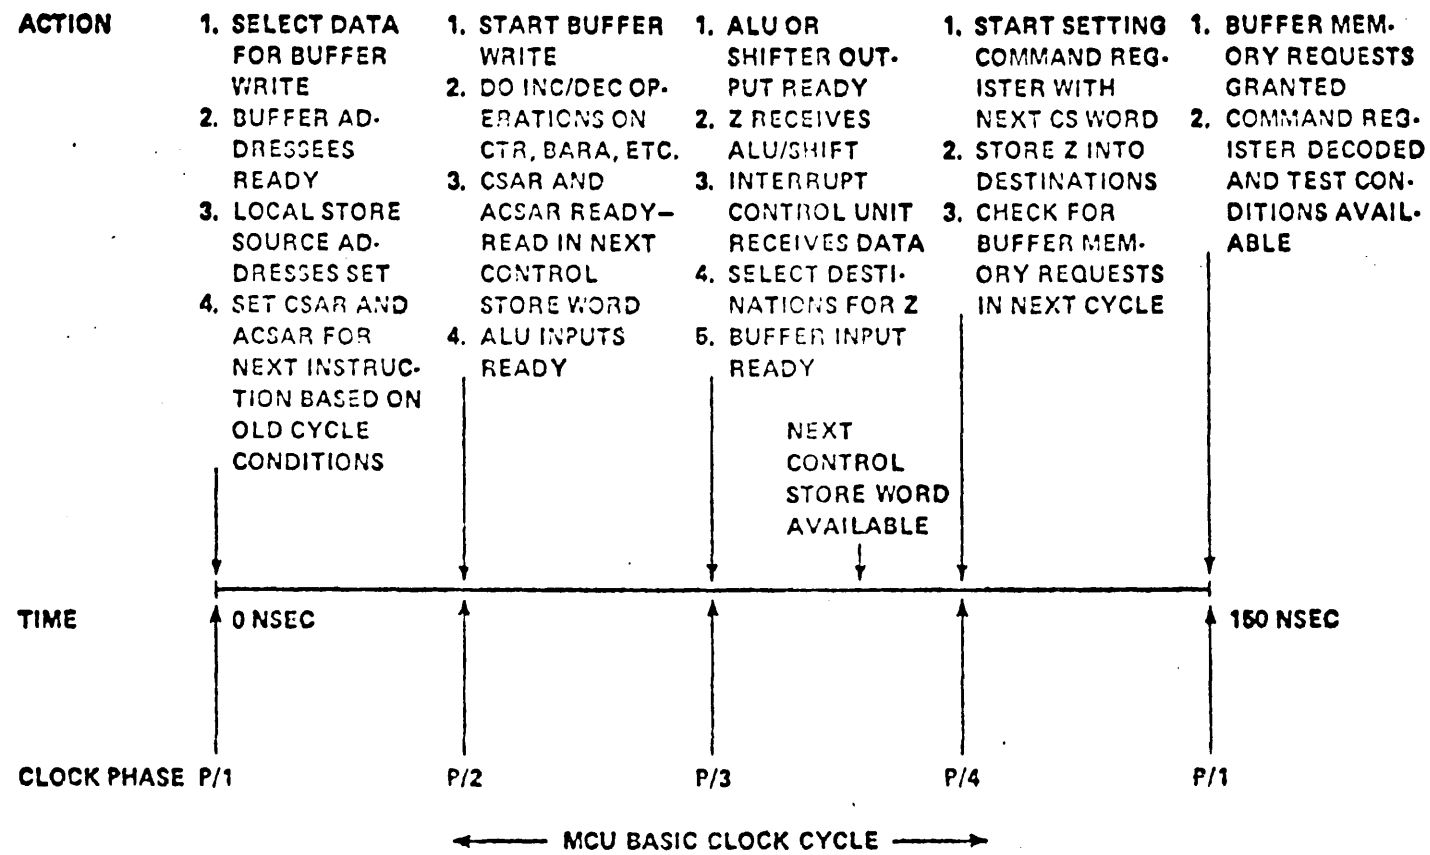 ACTION
1. SELECT DATA
FOR BUFFER
WRITE
2. BUFFER AD-
DRESSEES
READY
3. LOCAL STORE
SOURCE AD-
DRESSES SET
4. SET CSAR AND
ACSAR FOR
NEXT INSTRUC-
TION BASED ON
OLD CYCLE
CONDITIONS
1. START BUFFER
WRITE
2. DO INC/DEC OP-
ERATIONS ON
CTR, BARA, ETC.
3. CSAR AND
ACSAR READY–
READ IN NEXT
CONTROL
STORE WORD
4. ALU INPUTS
READY
1. ALU OR
SHIFTER OUT-
PUT READY
2. Z RECEIVES
ALU/SHIFT
3. INTERRUPT
CONTROL UNIT
RECEIVES DATA
4. SELECT DESTI-
NATIONS FOR Z
5. BUFFER INPUT
READY
NEXT
CONTROL
STORE WORD
AVAILABLE
1. START SETTING
COMMAND REG-
ISTER WITH
NEXT CS WORD
2. STORE Z INTO
DESTINATIONS
3. CHECK FOR
BUFFER MEM-
ORY REQUESTS
IN NEXT CYCLE
1. BUFFER MEM-
ORY REQUESTS
GRANTED
2. COMMAND REG-
ISTER DECODED
AND TEST CON-
DITIONS AVAIL-
ABLE
TIME
0 NSEC
150 NSEC
CLOCK PHASE P/1 P/2 P/3 P/4 P/1
MCU BASIC CLOCK CYCLE